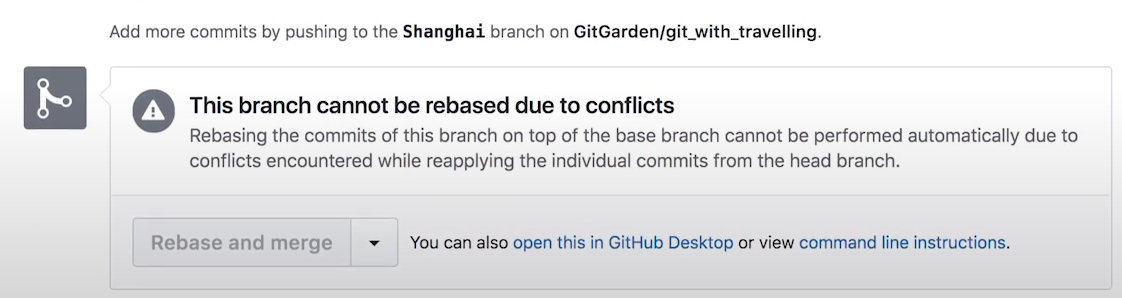 Add more commits by pushing to the Shanghai branch on GitGarden/git_with_travelling.
This branch cannot be rebased due to conflicts
Rebasing the commits of this branch on top of the base branch cannot be performed automatically due to
conflicts encountered while reapplying the individual commits from the head branch.
Rebase and merge You can also open this in GitHub Desktop or view command line instructions.